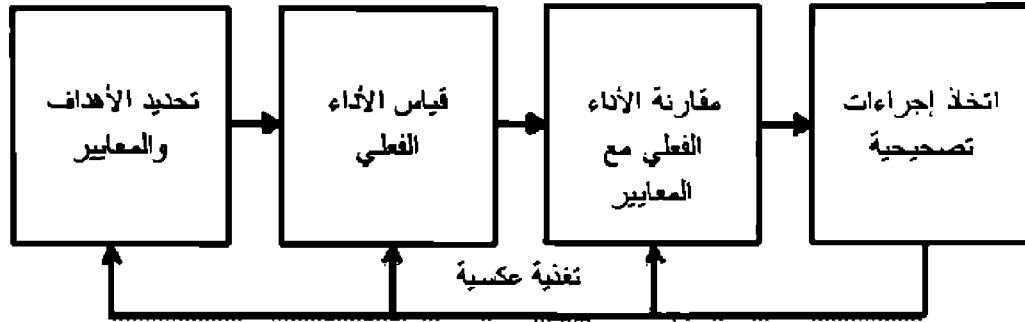 تحديد الأهداف
والمعايير
قياس الأداء
الفعلي
مقارنة الأداء
الفعلي مع
المعايير
اتخاذ إجراءات
تصحيحية
تغذية عكسية